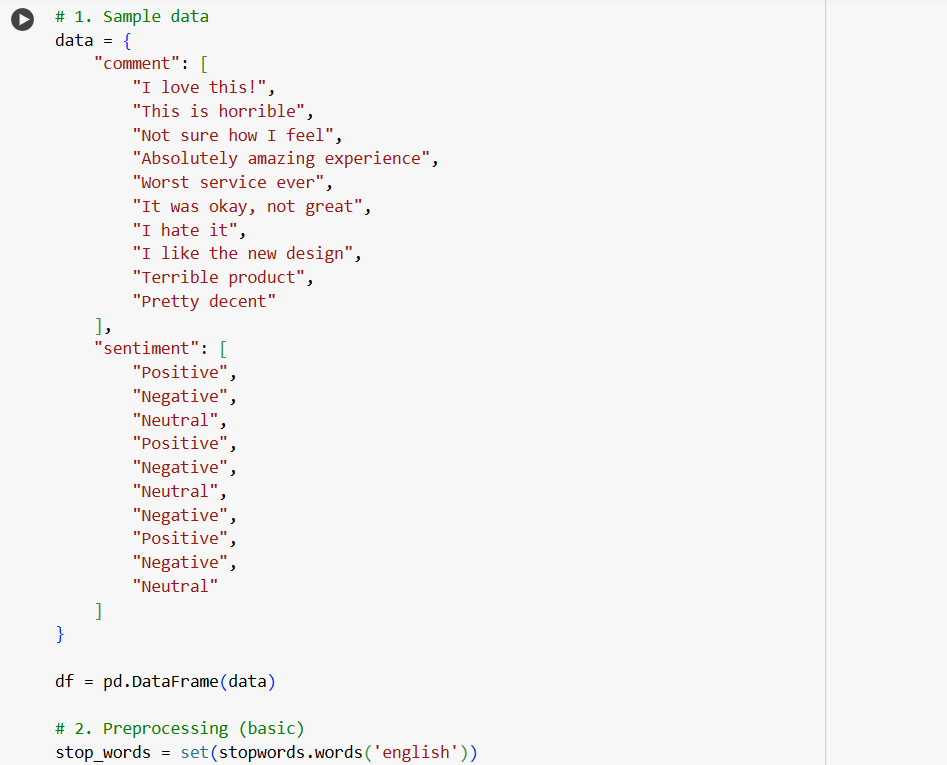 # 1. Sample data
data = {
    "comment": [
        "I love this!",
        "This is horrible",
        "Not sure how I feel",
        "Absolutely amazing experience",
        "Worst service ever",
        "It was okay, not great",
        "I hate it",
        "I like the new design",
        "Terrible product",
        "Pretty decent"
    ],
    "sentiment": [
        "Positive",
        "Negative",
        "Neutral",
        "Positive",
        "Negative",
        "Neutral",
        "Negative",
        "Positive",
        "Negative",
        "Neutral"
    ]
}

df = pd.DataFrame(data)

# 2. Preprocessing (basic)
stop_words = set(stopwords.words('english'))